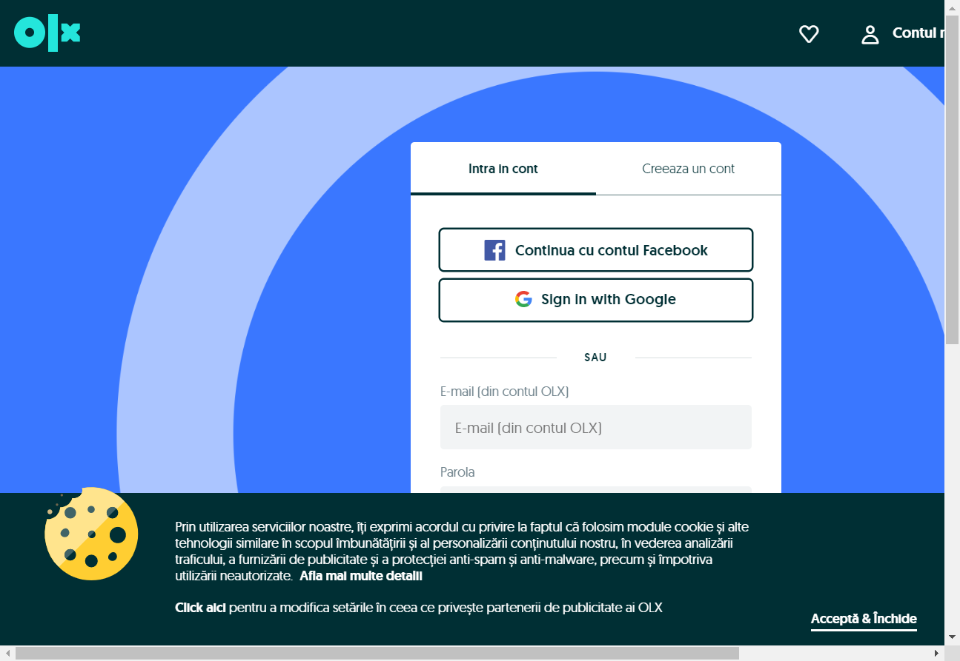 olx
Contul
Intra in cont
Creeaza un cont
Continua cu contul Facebook
Sign in with Google
SAU
E-mail (din contul OLX)
E-mail (din contul OLX)
Parola
Prin utilizarea serviciilor noastre, îți exprimi acordul cu privire la faptul că folosim module cookie și alte
tehnologii similare în scopul îmbunătățirii și al personalizării conținutului nostru, în vederea analizării
traficului, a furnizării de publicitate și a protecției anti-spam și anti-malware, precum și împotriva
utilizării neautorizate. Afla mai multe detalii
Click aici pentru a modifica setările în ceea ce privește partenerii de publicitate ai OLX
Acceptă & Închide